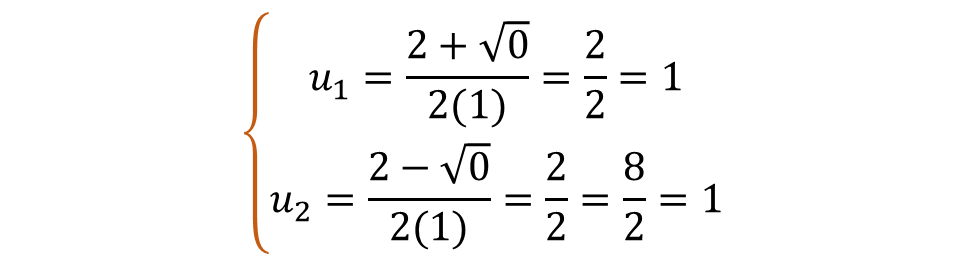 u₁ = (2 + √0)/(2(1)) = 2/2 = 1
u₂ = (2 − √0)/(2(1)) = 2/2 = 8/2 = 1